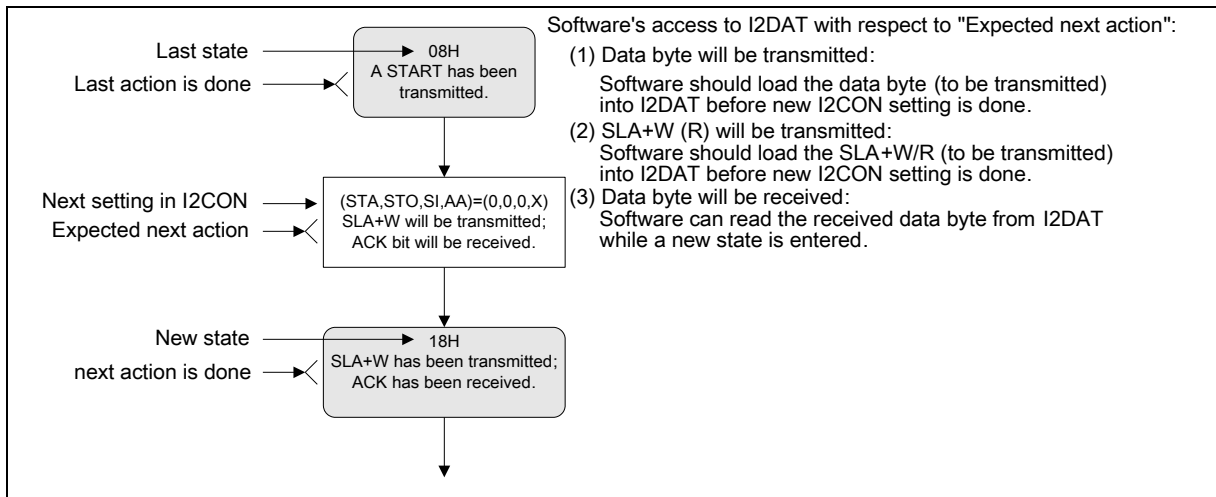 Last state
Last action is done
08H
A START has been
transmitted.
Next setting in I2CON
Expected next action
(STA,STO,SI,AA)=(0,0,0,X)
SLA+W will be transmitted;
ACK bit will be received.
New state
next action is done
18H
SLA+W has been transmitted;
ACK has been received.
Software's access to I2DAT with respect to "Expected next action":
(1) Data byte will be transmitted:
Software should load the data byte (to be transmitted)
into I2DAT before new I2CON setting is done.
(2) SLA+W (R) will be transmitted:
Software should load the SLA+W/R (to be transmitted)
into I2DAT before new I2CON setting is done.
(3) Data byte will be received:
Software can read the received data byte from I2DAT
while a new state is entered.